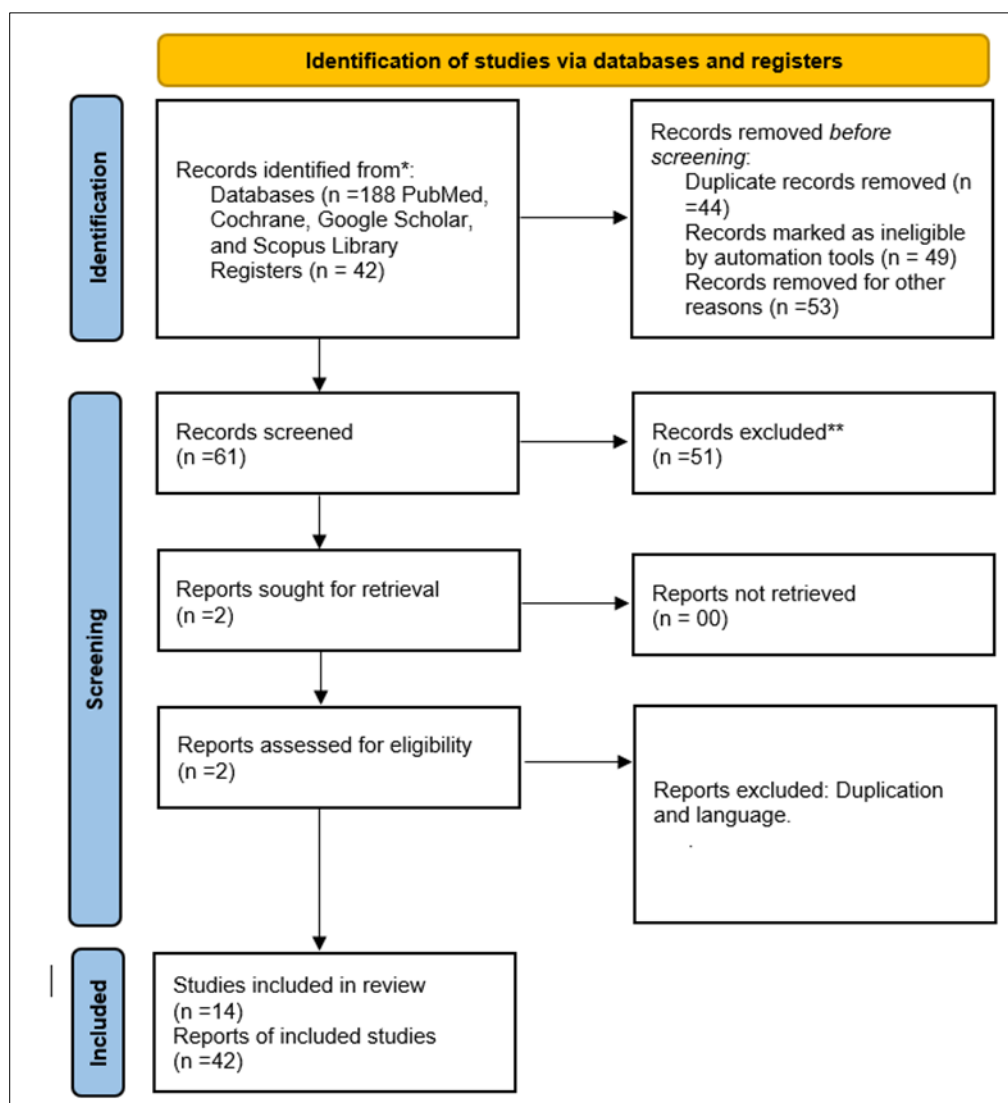 Identification of studies via databases and registers
Identification
Records identified from*:
Databases (n =188 PubMed,
Cochrane, Google Scholar,
and Scopus Library
Registers (n = 42)
Records removed before
screening:
Duplicate records removed (n
=44)
Records marked as ineligible
by automation tools (n = 49)
Records removed for other
reasons (n =53)
Screening
Records screened
(n =61)
Records excluded**
(n =51)
Reports sought for retrieval
(n =2)
Reports not retrieved
(n = 00)
Reports assessed for eligibility
(n =2)
Reports excluded: Duplication
and language.
.
Included
Studies included in review
(n =14)
Reports of included studies
(n =42)